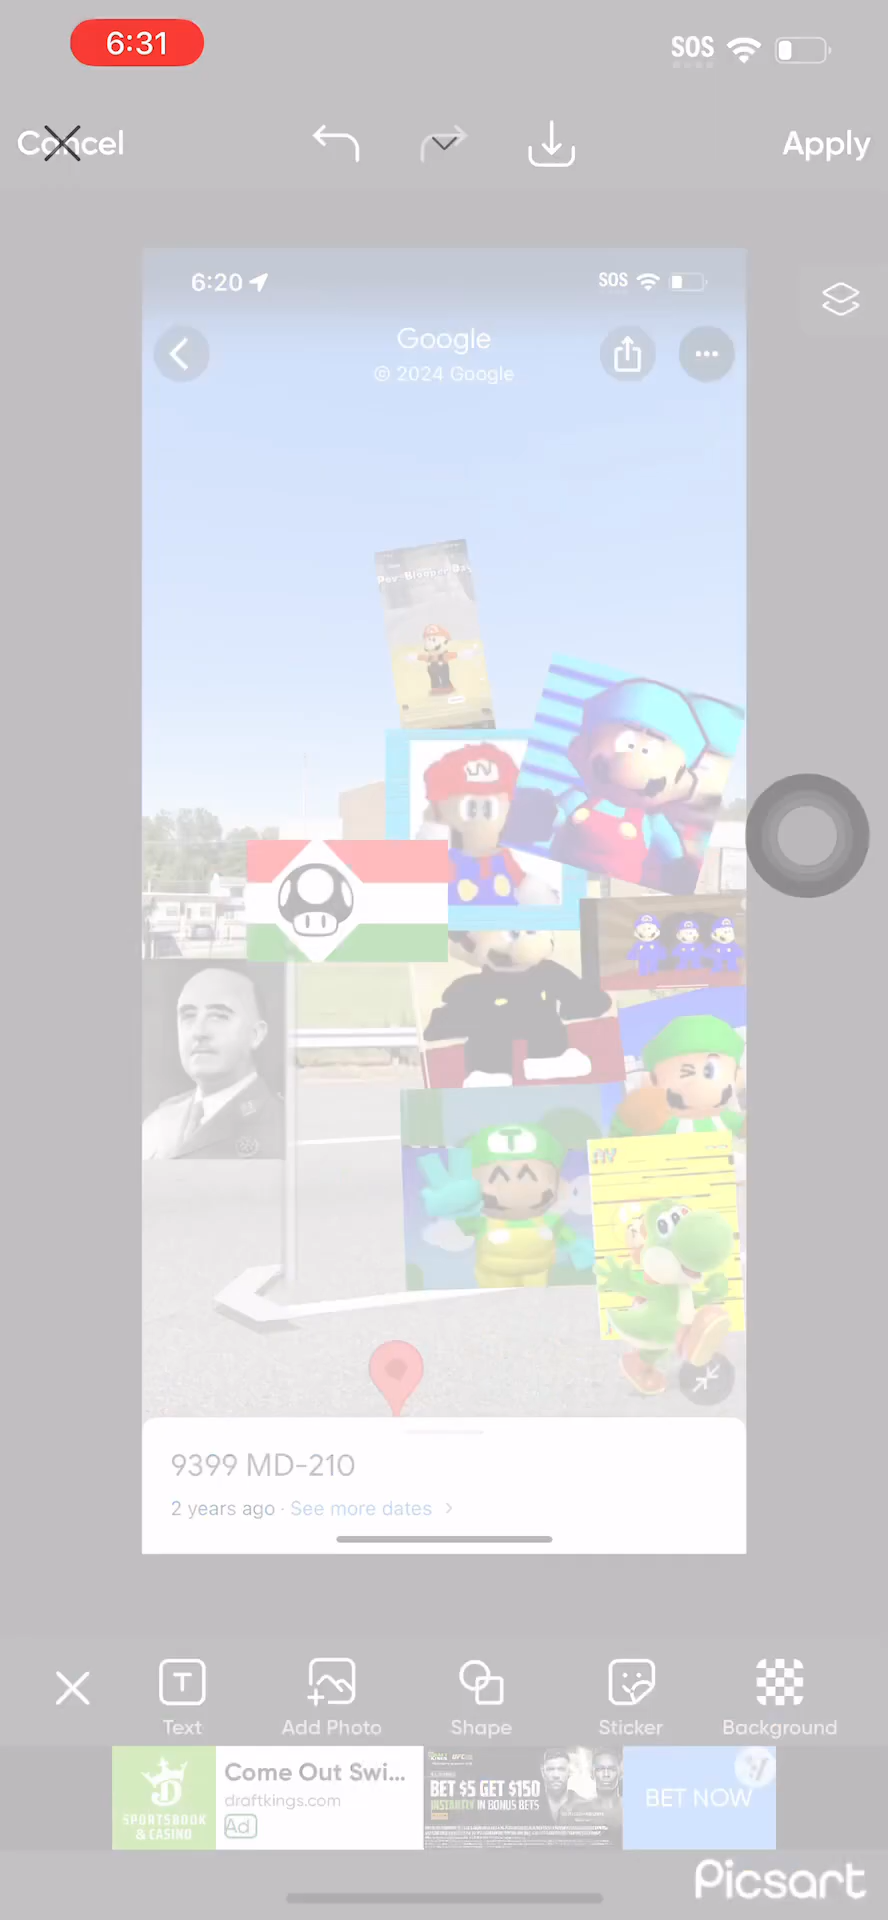 6:31
SOS
Cancel
Apply
6:20
SOS
Google
© 2024 Google
W
T
9399 MD-210
2 years ago · See more dates
Text
Add Photo
Shape
Sticker
Background
SPORTSBOOK
& CASINO
Come Out Swi...
draftkings.com
Ad
BET $5 GET $150
INSTANTLY IN BONUS BETS
BET NOW
Picsart